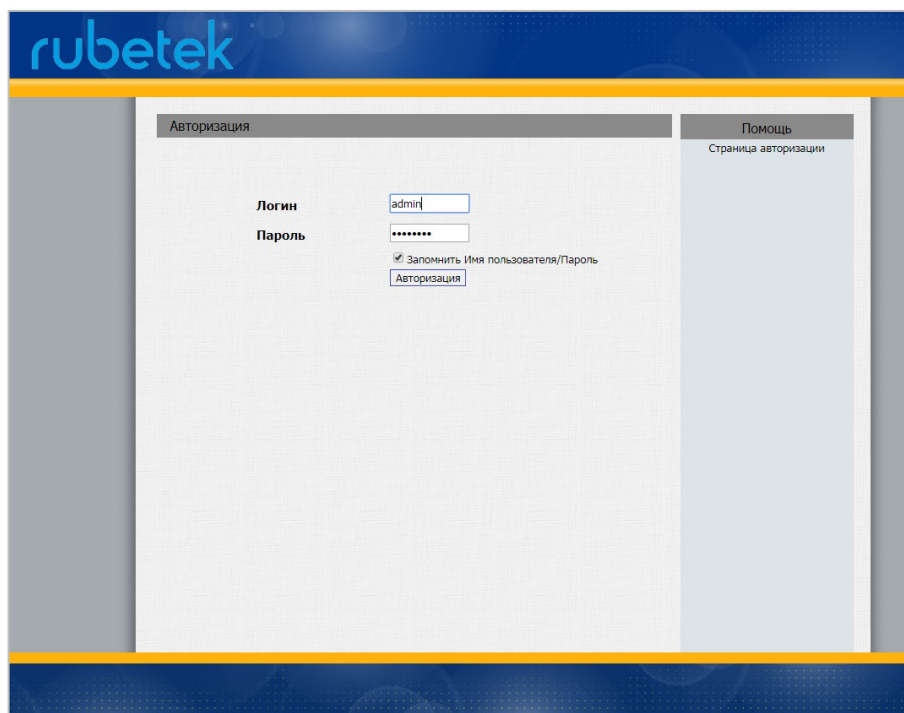 rubetek
Авторизация
Помощь
Страница авторизации
Логин
admin
Пароль
••••••••
Запомнить Имя пользователя/Пароль
Авторизация